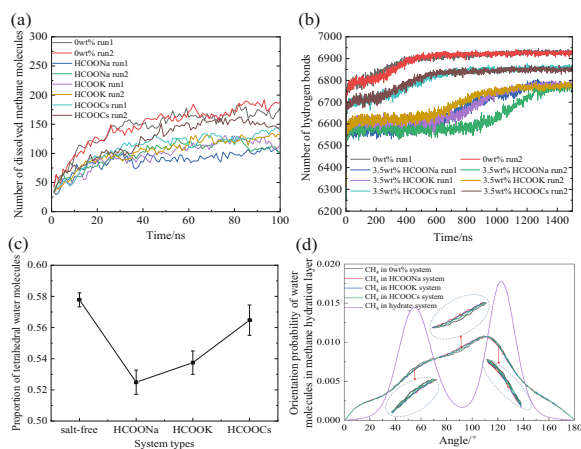 (a)
300
250
200
150
100
50
0
0 20 40 60 80 100
Number of dissolved methane molecules
Time/ns
0wt% run1
0wt% run2
HCOONa run1
HCOONa run2
HCOOK run1
HCOOK run2
HCOOCs run1
HCOOCs run2
(b)
7000
6900
6800
6700
6600
6500
6400
6300
6200
0 200 400 600 800 1000 1200 1400
Number of hydrogen bonds
Time/ns
0wt% run1 0wt% run2
3.5wt% HCOONa run1 3.5wt% HCOONa run2
3.5wt% HCOOK run1 3.5wt% HCOOK run2
3.5wt% HCOOCs run1 3.5wt% HCOOCs run2
(c)
0.60
0.58
0.56
0.54
0.52
0.50
Proportion of tetrahedral water molecules
salt-free HCOONa HCOOK HCOOCs
System types
(d)
0.020
0.015
0.010
0.005
0.000
0 20 40 60 80 100 120 140 160 180
Orientation probability of water
molecules in methane hydration layer
Angle/°
CH₄ in 0wt% system
CH₄ in HCOONa system
CH₄ in HCOOK system
CH₄ in HCOOCs system
CH₄ in hydrate system